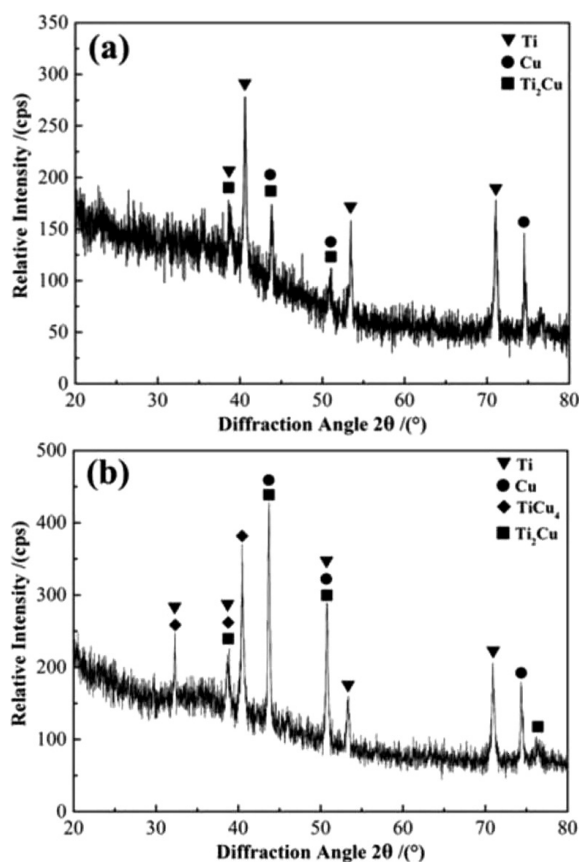 (a)
▼ Ti
● Cu
■ Ti₂Cu
Relative Intensity /(cps)
350
300
250
200
150
100
50
0
20 30 40 50 60 70 80
Diffraction Angle 2θ /(°)
(b)
▼ Ti
● Cu
◆ TiCu₄
■ Ti₂Cu
Relative Intensity /(cps)
500
400
300
200
100
0
20 30 40 50 60 70 80
Diffraction Angle 2θ /(°)